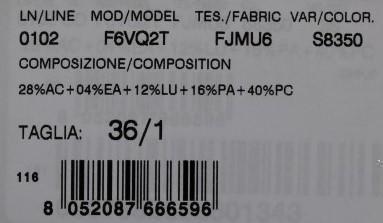 LN/LINE MOD/MODEL TES./FABRIC VAR/COLOR.
0102 F6VQ2T FJMU6 S8350
COMPOSIZIONE/COMPOSITION
28%AC+04%EA+12%LU+16%PA+40%PC
TAGLIA: 36/1
116
8 052087 666596